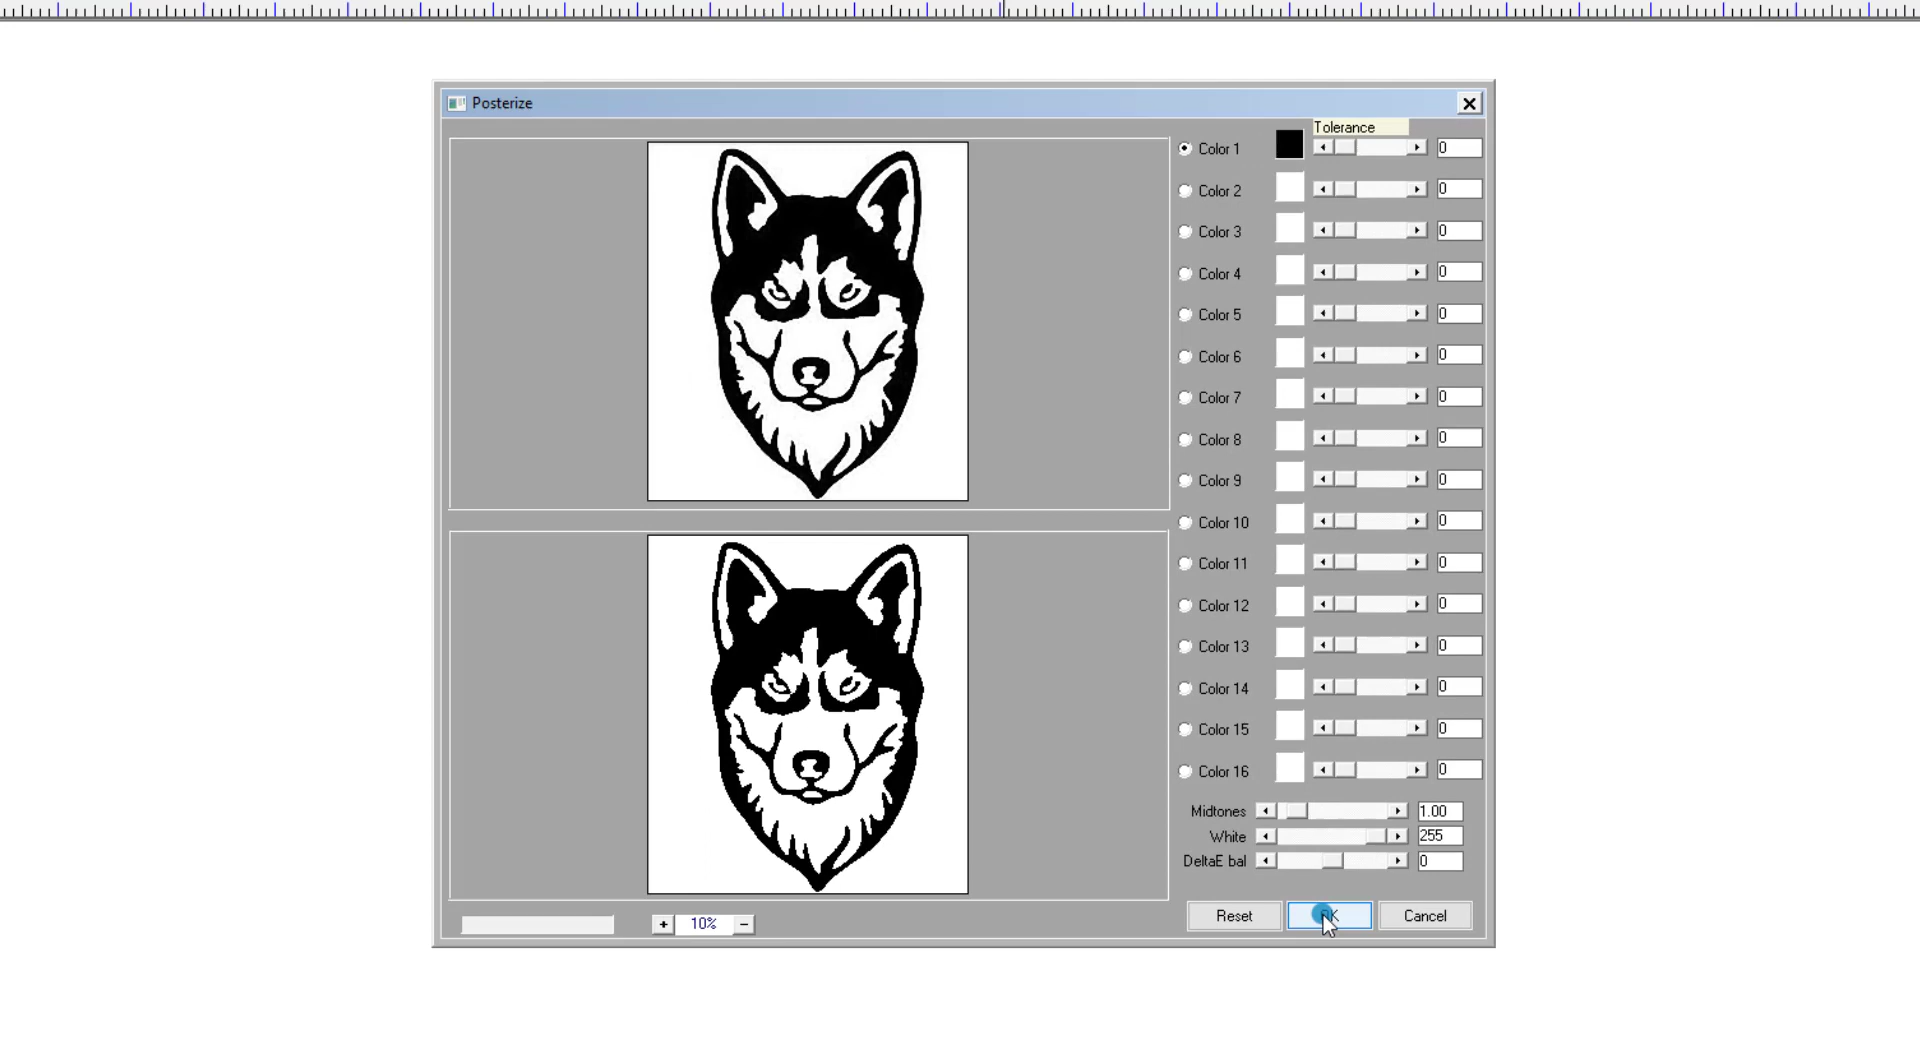 Posterize
Tolerance
Color 1 0
Color 2 0
Color 3 0
Color 4 0
Color 5 0
Color 6 0
Color 7 0
Color 8 0
Color 9 0
Color 10 0
Color 11 0
Color 12 0
Color 13 0
Color 14 0
Color 15 0
Color 16 0
Midtones 1.00
White 255
DeltaE bal 0
+ 10% −
Reset OK Cancel